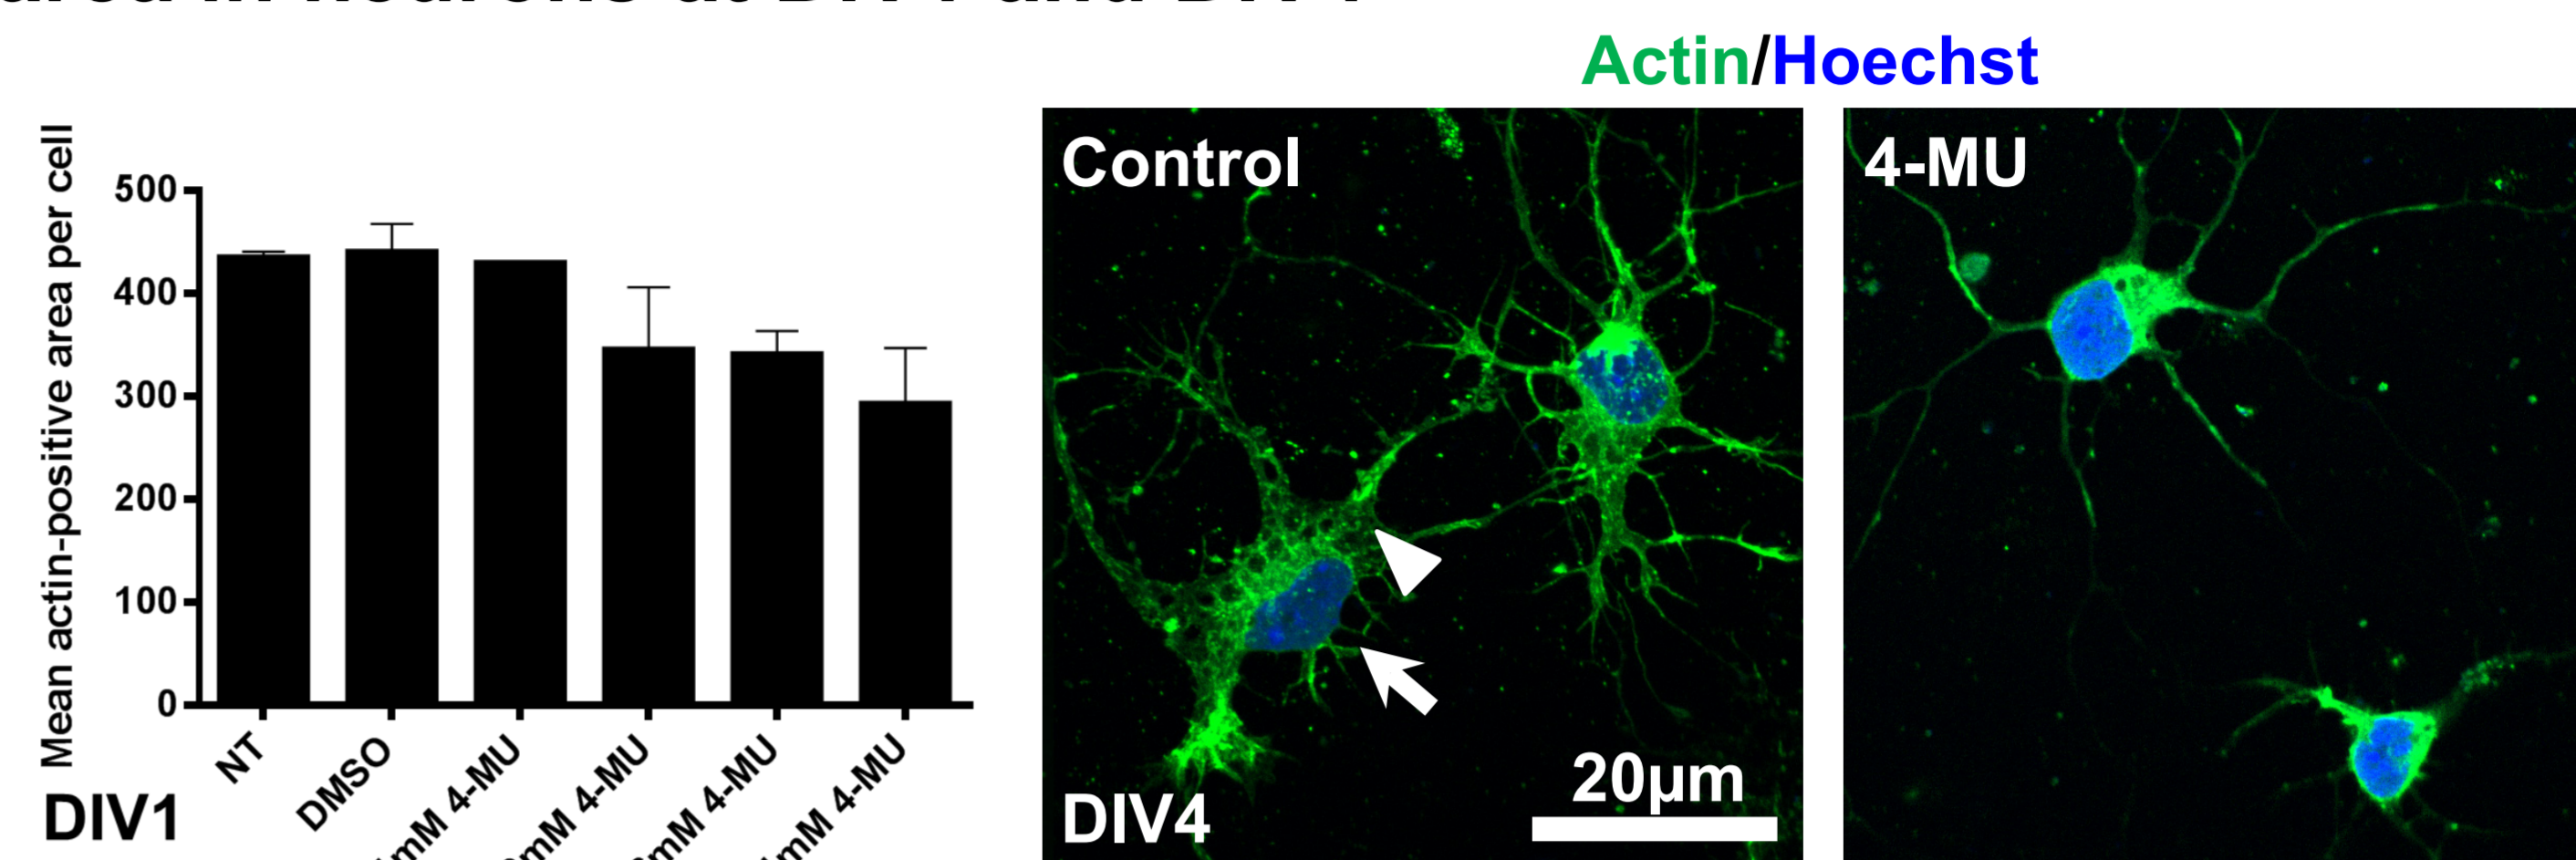 Actin/Hoechst
Mean actin-positive area per cell
500
400
300
200
100
0
NT
DMSO
4-MU
4-MU
4-MU
4-MU
DIV1
Control
DIV4
20µm
4-MU